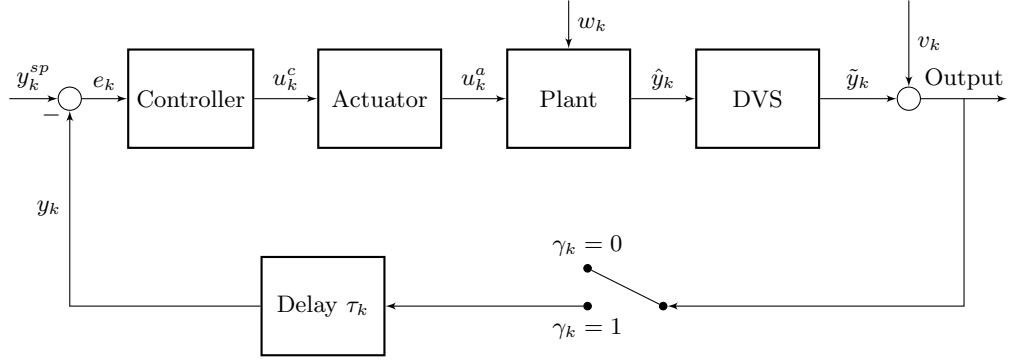 w_k
v_k
y_k^{sp}
e_k
Controller
u_k^c
Actuator
u_k^a
Plant
ŷ_k
DVS
ỹ_k
Output
−
y_k
γ_k = 0
Delay τ_k
γ_k = 1